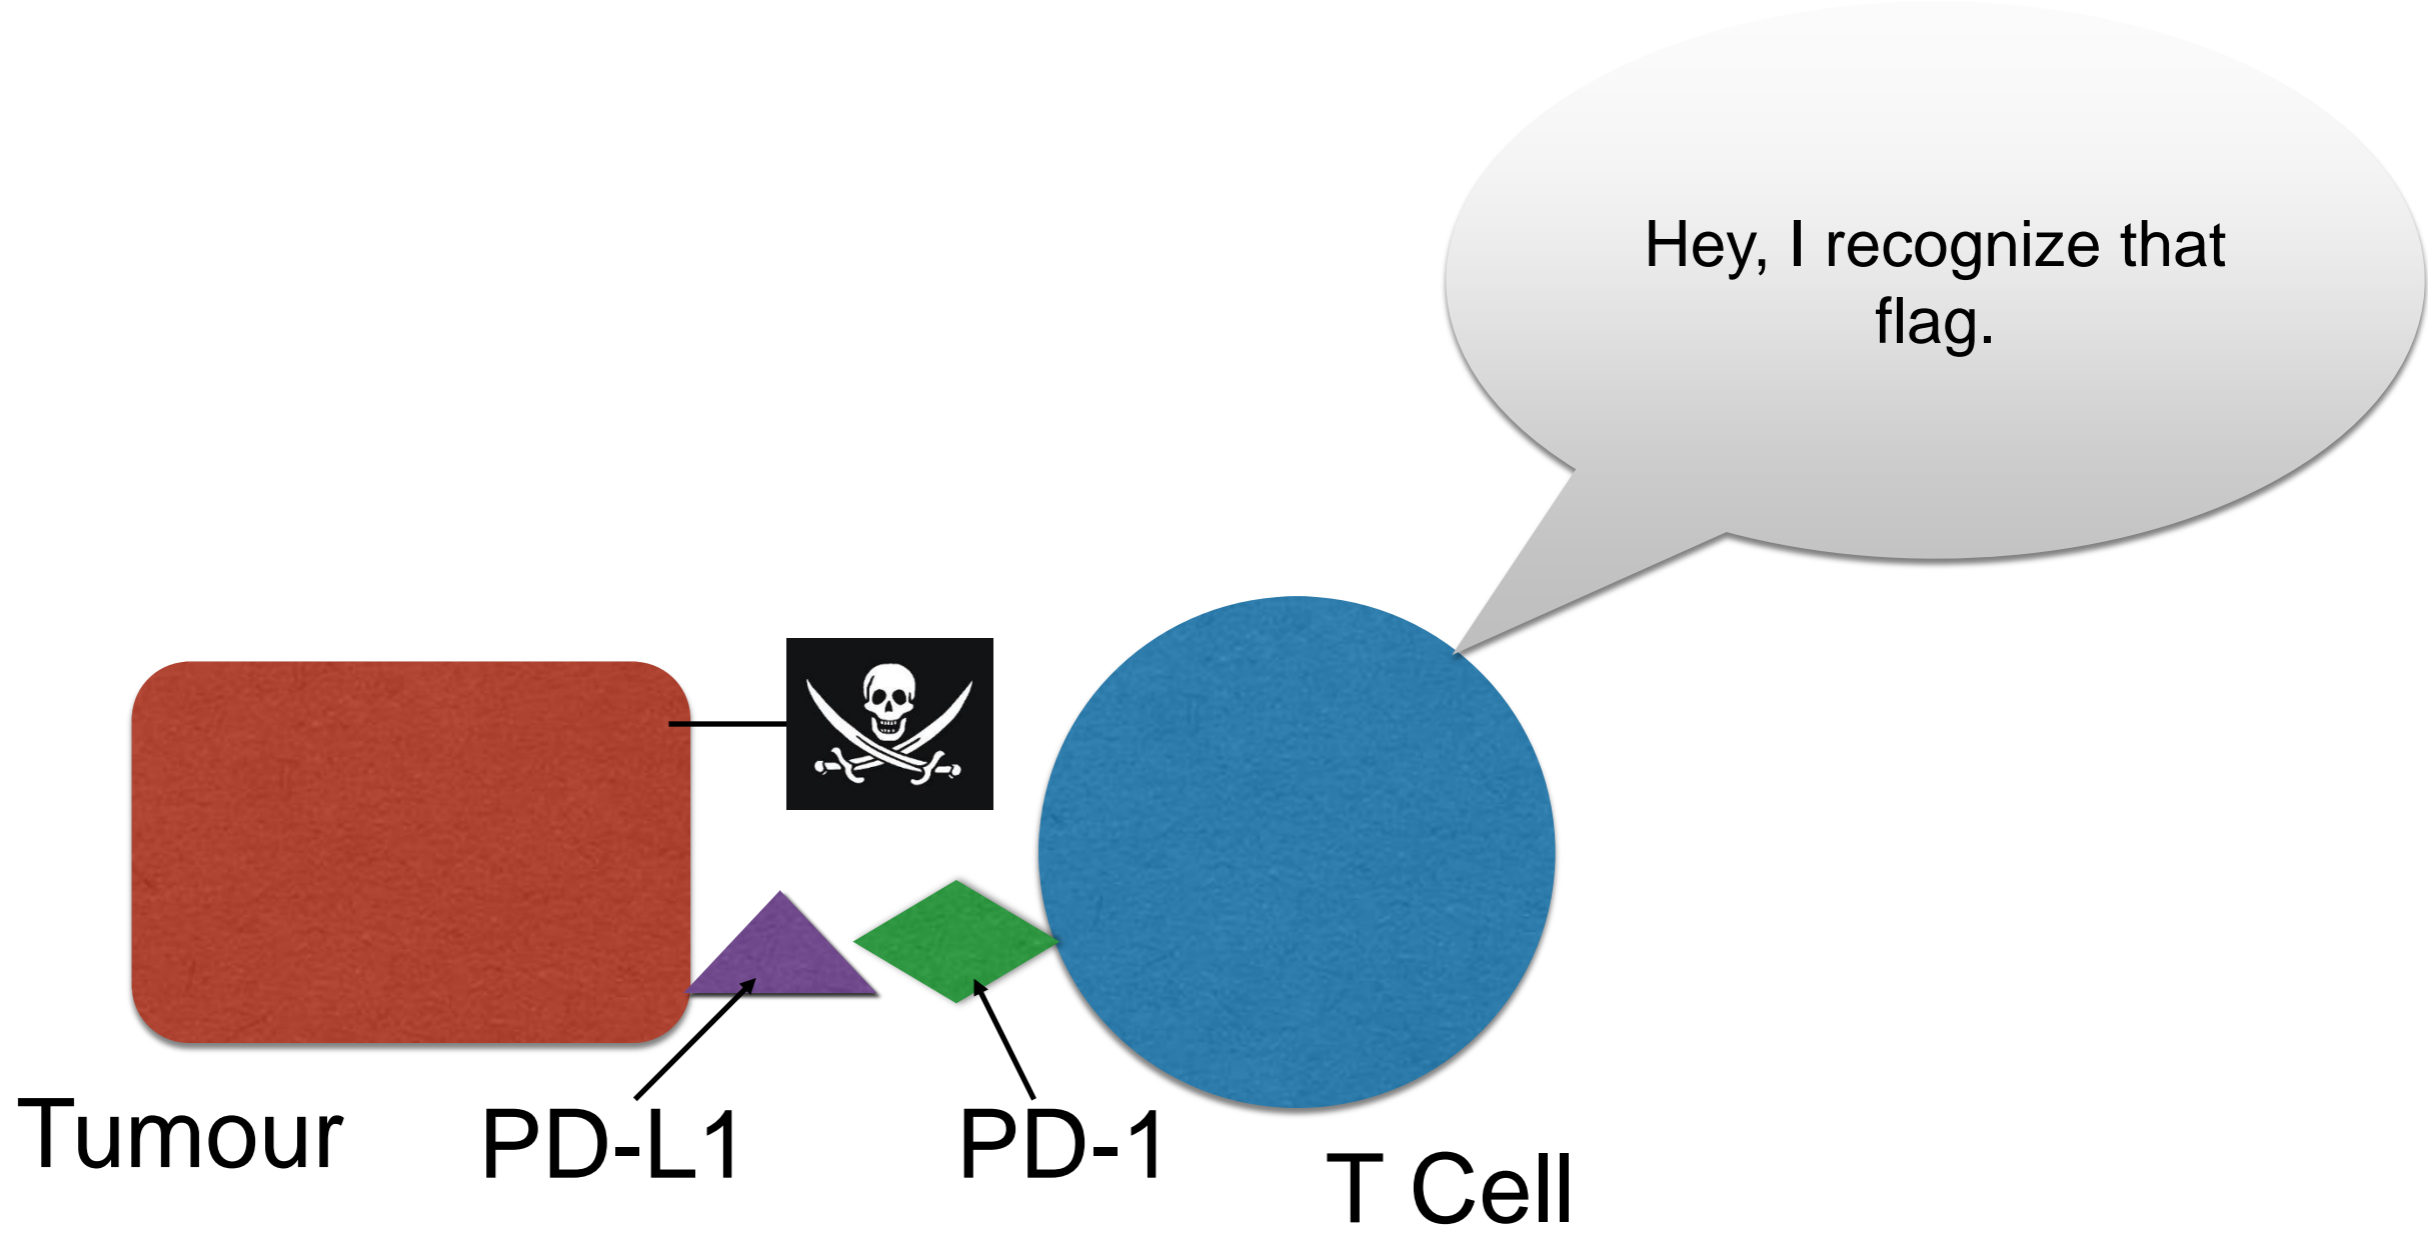 Hey, I recognize that
flag.
Tumour
PD-L1
PD-1
T Cell